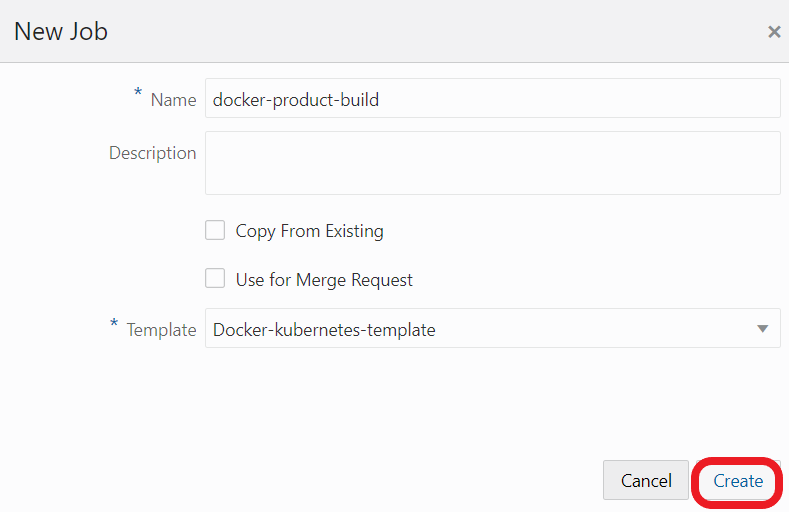 New Job ×
* Name docker-product-build
Description
Copy From Existing
Use for Merge Request
* Template Docker-kubernetes-template
Cancel Create